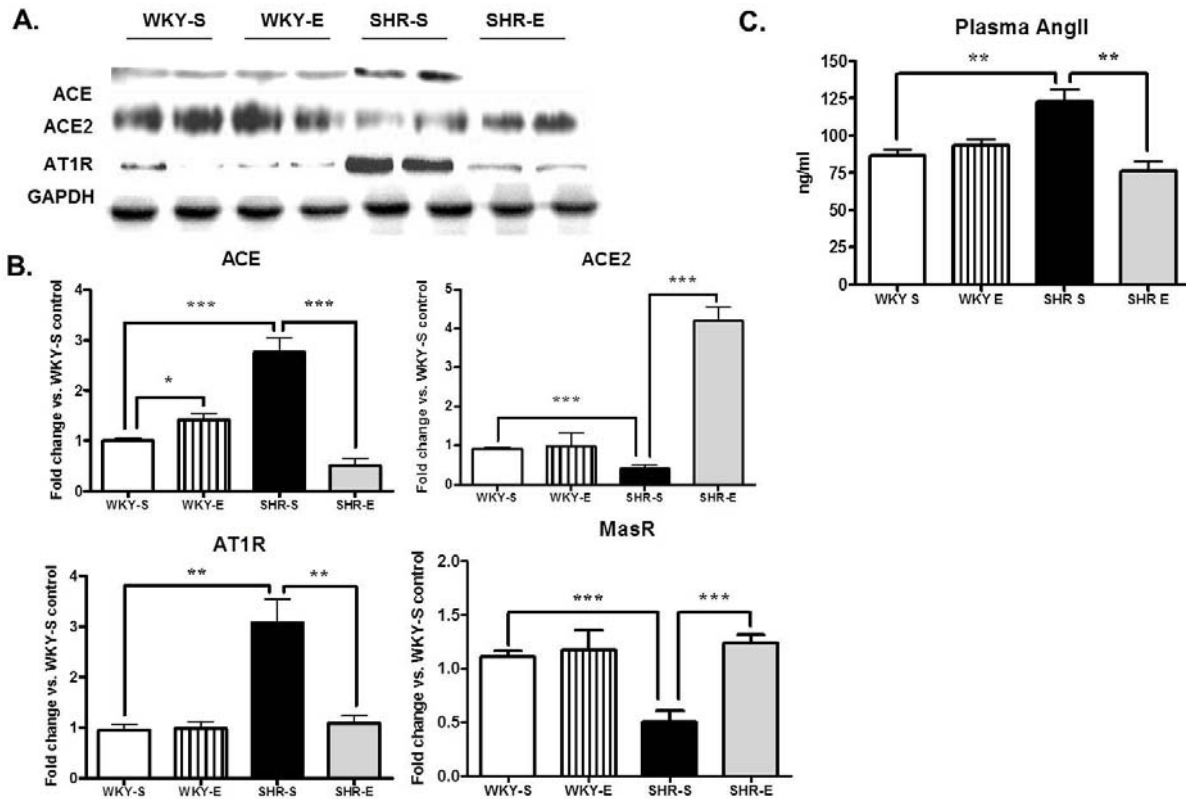 A.
WKY-S WKY-E SHR-S SHR-E
ACE
ACE2
AT1R
GAPDH
B.
ACE
Fold change vs. WKY-S control
4
3
2
1
0
***
***
*
WKY-S WKY-E SHR-S SHR-E
ACE2
Fold change vs. WKY-S control
5
4
3
2
1
0
***
***
WKY-S WKY-E SHR-S SHR-E
AT1R
Fold change vs. WKY-S control
4
3
2
1
0
**
**
WKY-S WKY-E SHR-S SHR-E
MasR
Fold change vs. WKY-S control
2.0
1.5
1.0
0.5
0.0
***
***
WKY-S WKY-E SHR-S SHR-E
C.
Plasma AngII
ng/ml
150
125
100
75
50
25
0
**
**
WKY S WKY E SHR S SHR E